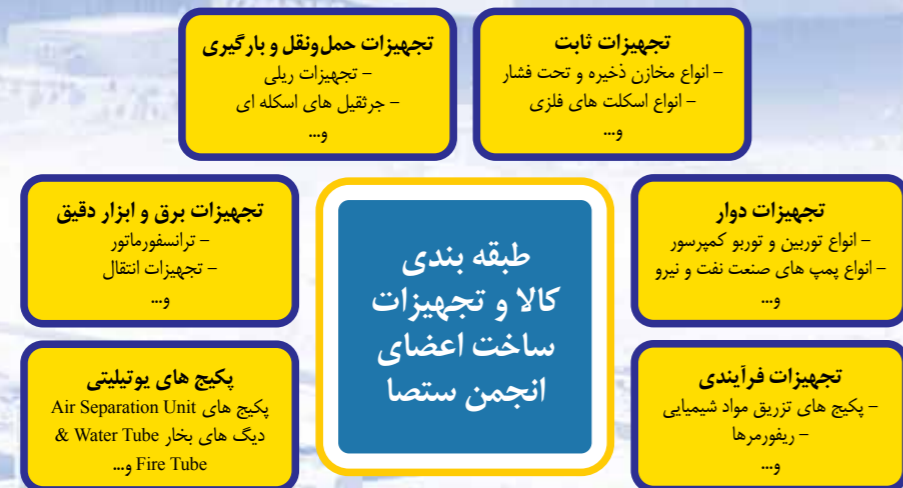 تجهیزات ثابت
– انواع مخازن ذخیره و تحت فشار
– انواع اسکلت های فلزی
و...
تجهیزات حمل‌ونقل و بارگیری
– تجهیزات ریلی
– جرثقیل های اسکله ای
و...
تجهیزات دوار
– انواع توربین و توربو کمپرسور
– انواع پمپ های صنعت نفت و نیرو
و...
طبقه بندی
کالا و تجهیزات
ساخت اعضای
انجمن ستصا
تجهیزات برق و ابزار دقیق
– ترانسفورماتور
– تجهیزات انتقال
و...
تجهیزات فرآیندی
– پکیج های تزریق مواد شیمیایی
– ریفورمرها
و...
پکیج های یوتیلیتی
پکیج های Air Separation Unit
دیگ های بخار Water Tube &
Fire Tube و...